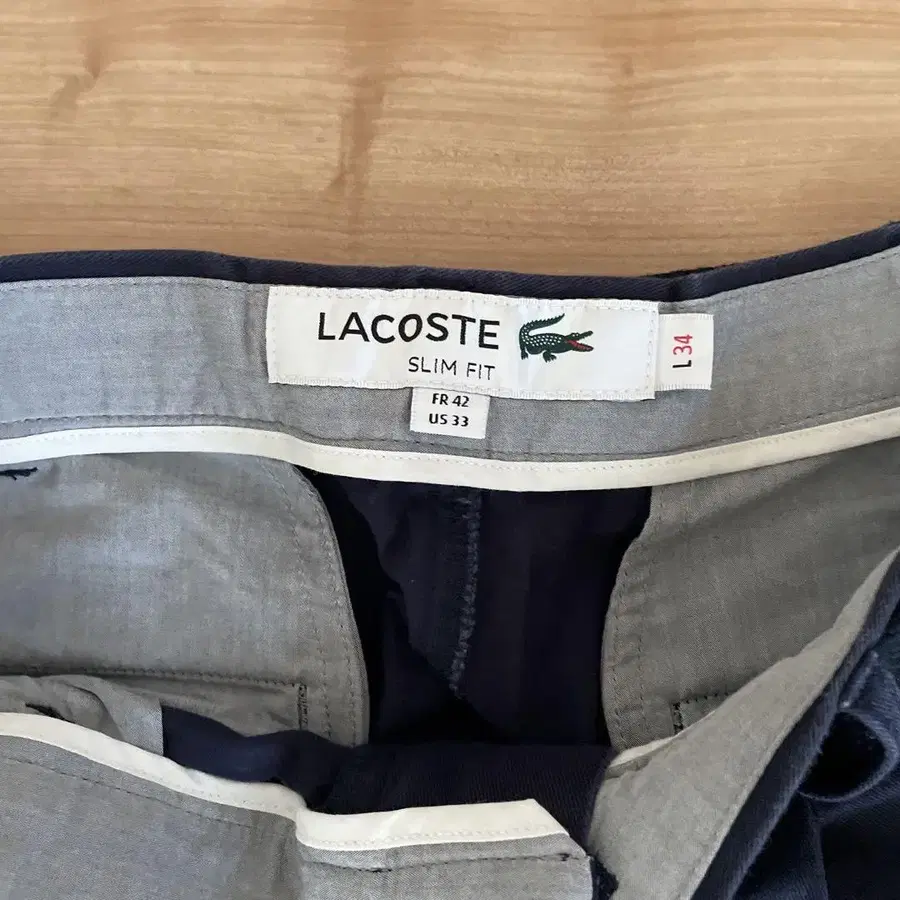 LACOSTE
SLIM FIT
L34
FR 42
US 33